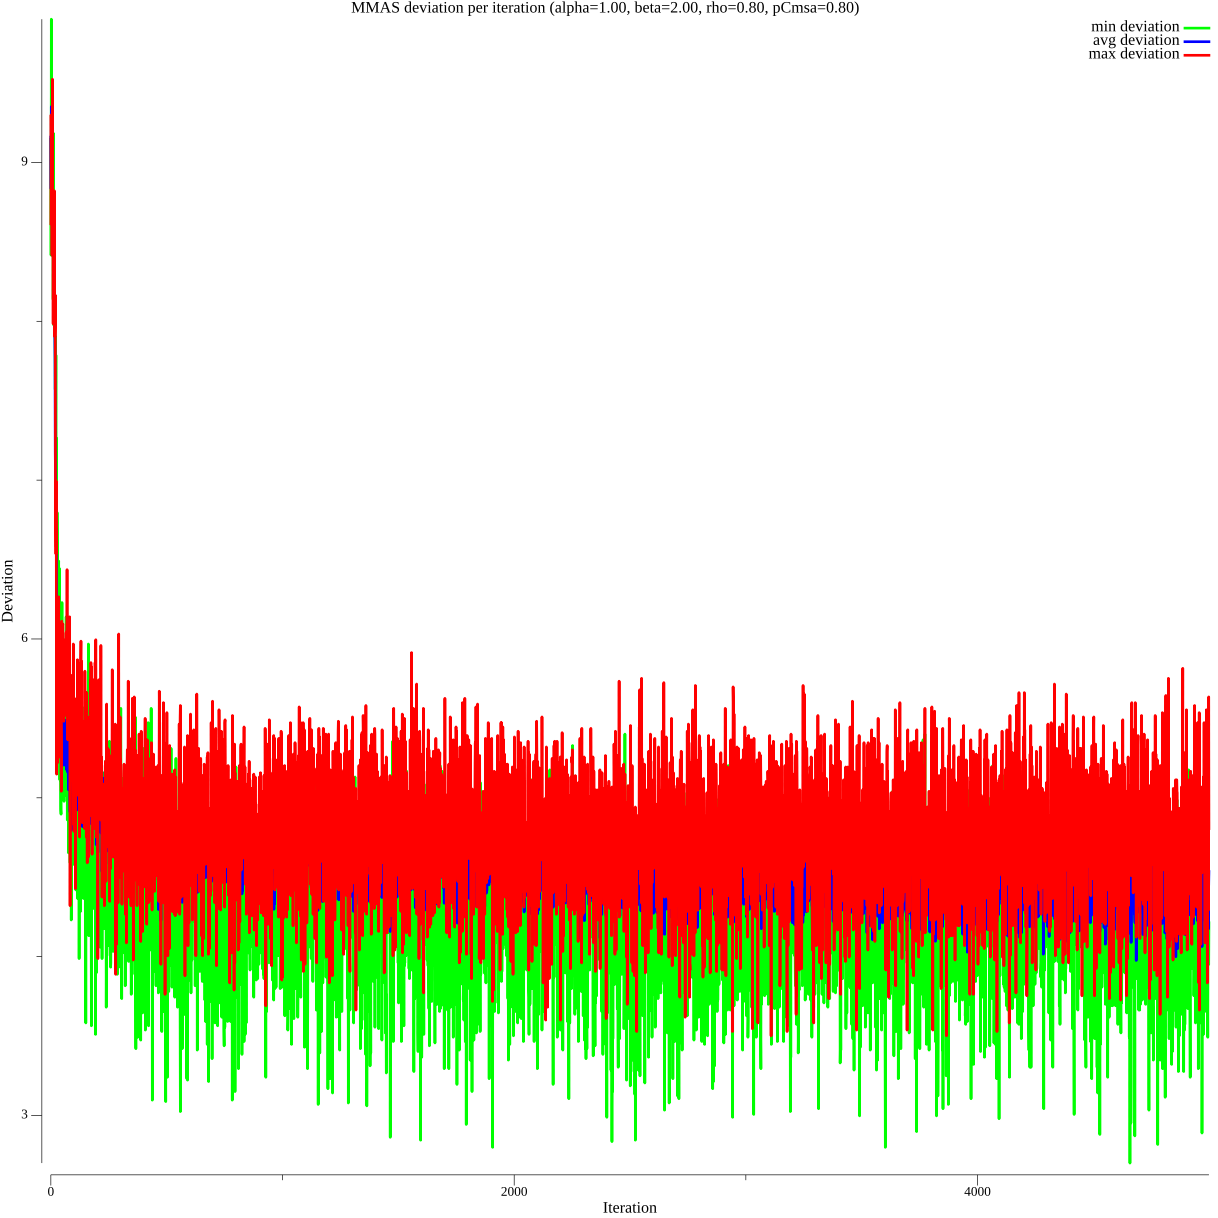 MMAS deviation per iteration (alpha=1.00, beta=2.00, rho=0.80, pCmsa=0.80)
min deviation
avg deviation
max deviation
9
6
3
Deviation
0
2000
4000
Iteration